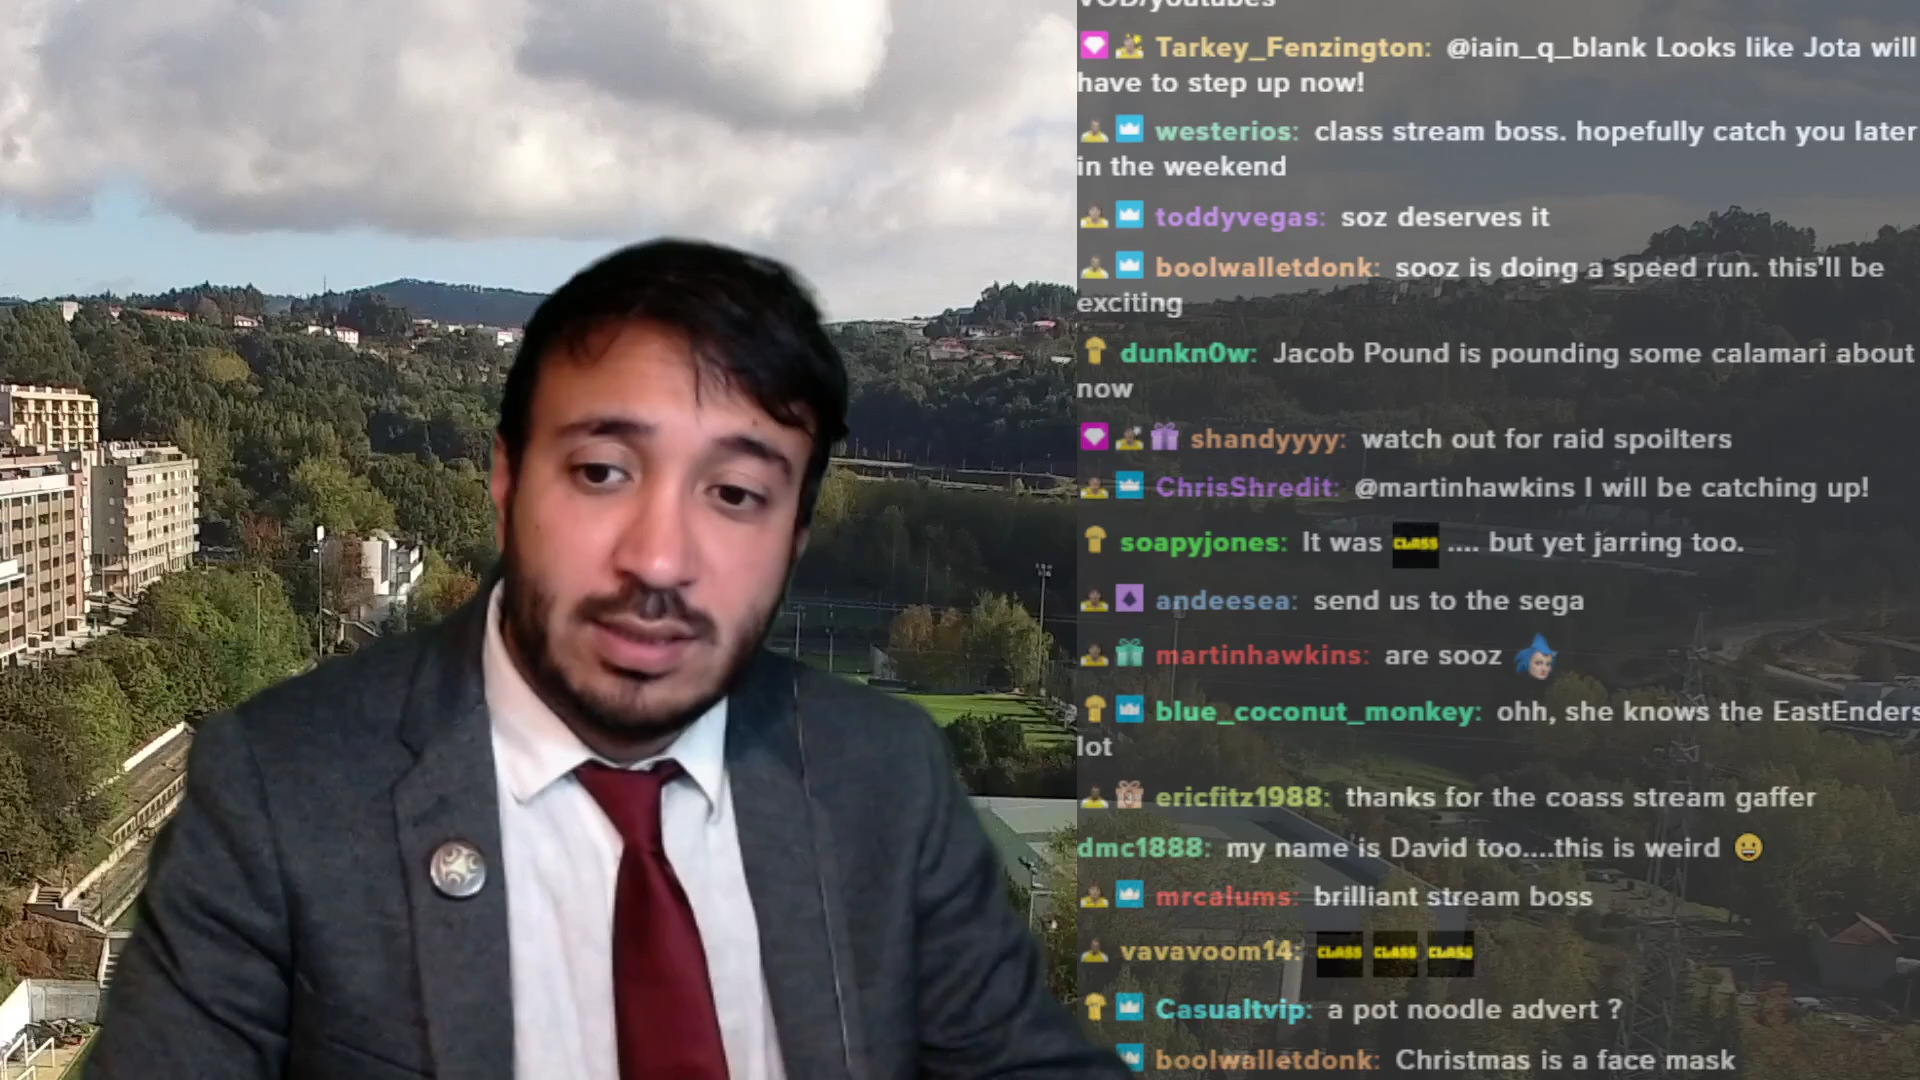 VOD/youtubes
Tarkey_Fenzington: @iain_q_blank Looks like Jota will
have to step up now!
westerios: class stream boss. hopefully catch you later
in the weekend
toddyvegas: soz deserves it
boolwalletdonk: sooz is doing a speed run. this'll be
exciting
dunkn0w: Jacob Pound is pounding some calamari about
now
shandyyyy: watch out for raid spoilters
ChrisShredit: @martinhawkins I will be catching up!
soapyjones: It was CLASS .... but yet jarring too.
andeesea: send us to the sega
martinhawkins: are sooz
blue_coconut_monkey: ohh, she knows the EastEnders
lot
ericfitz1988: thanks for the coass stream gaffer
dmc1888: my name is David too....this is weird 😀
mrcalums: brilliant stream boss
vavavoom14: CLASS CLASS CLASS
Casualtvip: a pot noodle advert ?
boolwalletdonk: Christmas is a face mask